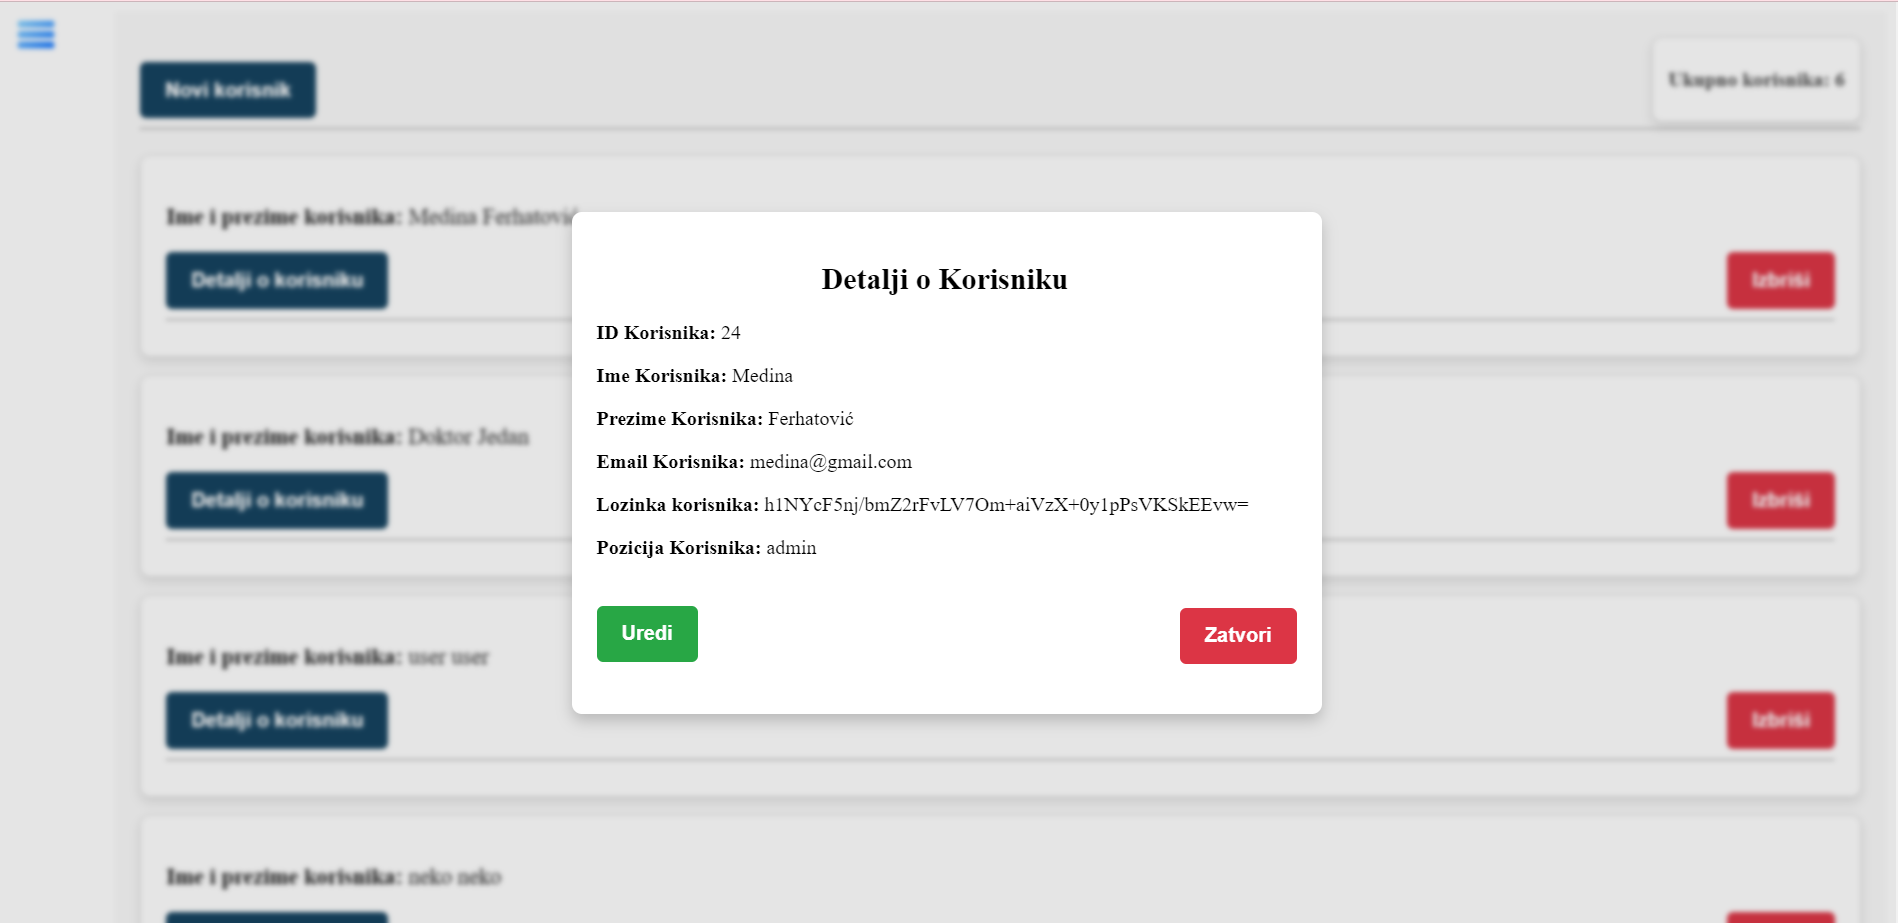 Novi korisnik
Ukupno korisnika: 6
Ime i prezime korisnika: Medina Ferhatović
Detalji o korisniku
Izbriši
Ime i prezime korisnika: Doktor Jedan
Detalji o korisniku
Izbriši
Ime i prezime korisnika: user user
Detalji o korisniku
Izbriši
Ime i prezime korisnika: neko neko
Detalji o Korisniku
ID Korisnika: 24
Ime Korisnika: Medina
Prezime Korisnika: Ferhatović
Email Korisnika: medina@gmail.com
Lozinka korisnika: h1NYcF5nj/bmZ2rFvLV7Om+aiVzX+0y1pPsVKSkEEvw=
Pozicija Korisnika: admin
Uredi
Zatvori